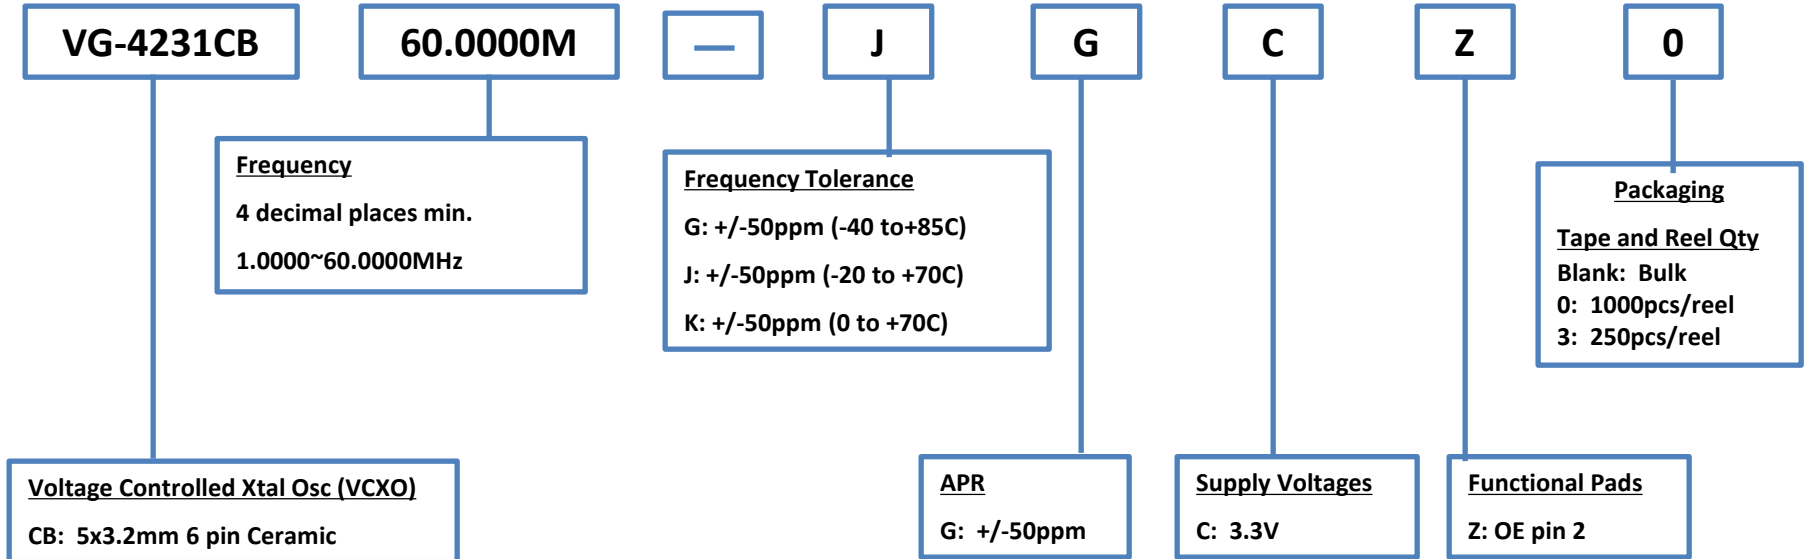 VG-4231CB 60.0000M — J G C Z 0
Frequency
4 decimal places min.
1.0000~60.0000MHz
Frequency Tolerance
G: +/-50ppm (-40 to+85C)
J: +/-50ppm (-20 to +70C)
K: +/-50ppm (0 to +70C)
Packaging
Tape and Reel Qty
Blank: Bulk
0: 1000pcs/reel
3: 250pcs/reel
Voltage Controlled Xtal Osc (VCXO)
CB: 5x3.2mm 6 pin Ceramic
APR
G: +/-50ppm
Supply Voltages
C: 3.3V
Functional Pads
Z: OE pin 2